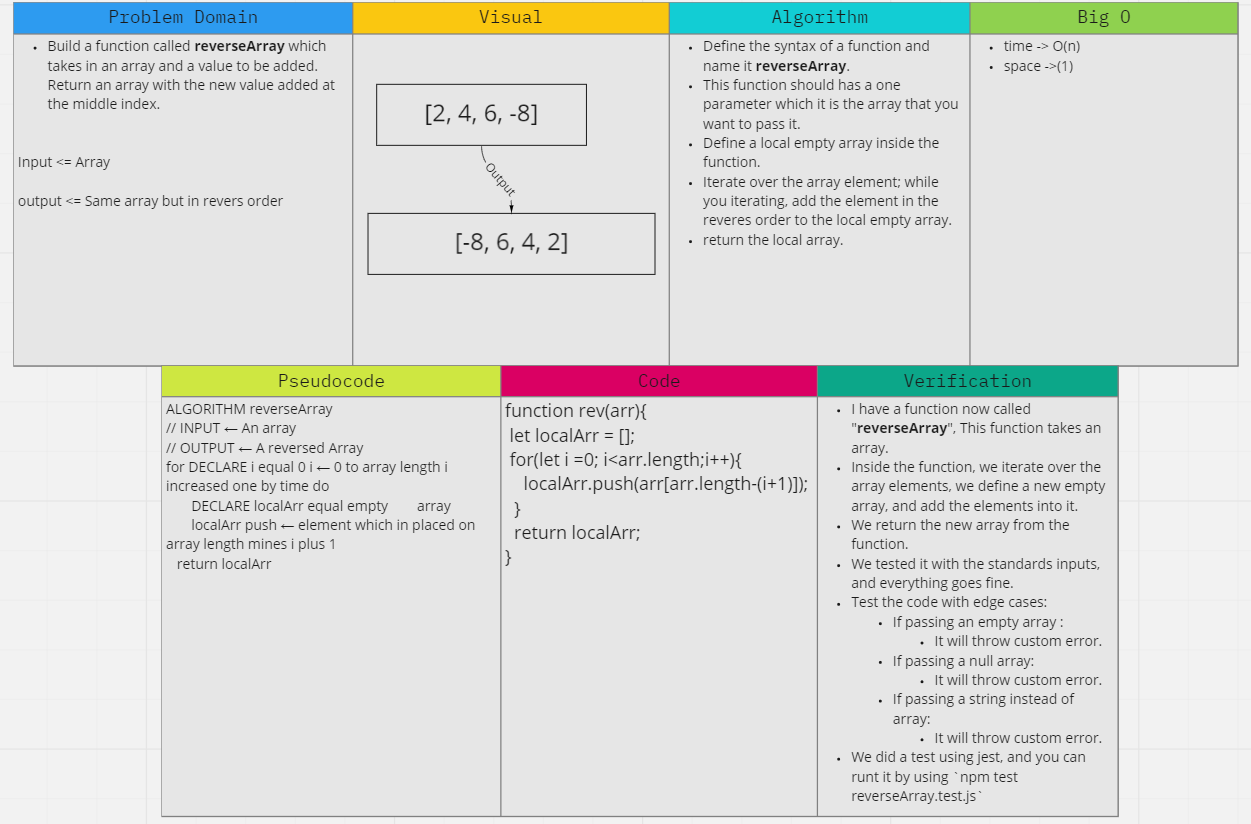 Problem Domain
Build a function called reverseArray which
takes in an array and a value to be added.
Return an array with the new value added at
the middle index.
Input <= Array
output <= Same array but in revers order
Visual
[2, 4, 6, -8]
Output
[-8, 6, 4, 2]
Algorithm
Define the syntax of a function and
name it reverseArray.
This function should has a one
parameter which it is the array that you
want to pass it.
Define a local empty array inside the
function.
Iterate over the array element; while
you iterating, add the element in the
reveres order to the local empty array.
return the local array.
Big O
time -> O(n)
space ->(1)
Pseudocode
ALGORITHM reverseArray
// INPUT ← An array
// OUTPUT ← A reversed Array
for DECLARE i equal 0 i ← 0 to array length i
increased one by time do
DECLARE localArr equal empty array
localArr push ← element which in placed on
array length mines i plus 1
return localArr
Code
function rev(arr){
let localArr = [];
for(let i =0; i<arr.length;i++){
localArr.push(arr[arr.length-(i+1)]);
}
return localArr;
}
Verification
I have a function now called
"reverseArray", This function takes an
array.
Inside the function, we iterate over the
array elements, we define a new empty
array, and add the elements into it.
We return the new array from the
function.
We tested it with the standards inputs,
and everything goes fine.
Test the code with edge cases:
If passing an empty array :
It will throw custom error.
If passing a null array:
It will throw custom error.
If passing a string instead of
array:
It will throw custom error.
We did a test using jest, and you can
runt it by using `npm test
reverseArray.test.js`